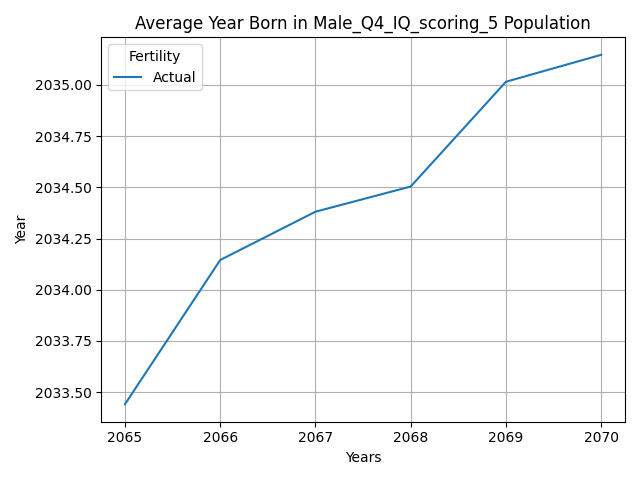 Average Year Born in Male_Q4_IQ_scoring_5 Population
Fertility
Actual
2035.00
2034.75
2034.50
2034.25
2034.00
2033.75
2033.50
Year
2065 2066 2067 2068 2069 2070
Years